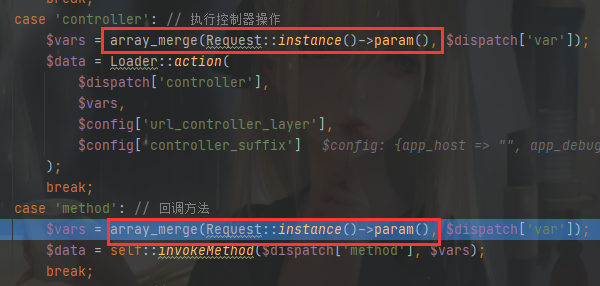 case 'controller': // 执行控制器操作
$vars = array_merge(Request::instance()->param(), $dispatch['var']);
$data = Loader::action(
$dispatch['controller'],
$vars,
$config['url_controller_layer'],
$config['controller_suffix'] $config: {app_host => "", app_debug
);
break;
case 'method': // 回调方法
$vars = array_merge(Request::instance()->param(), $dispatch['var']);
$data = self::invokeMethod($dispatch['method'], $vars);
break;